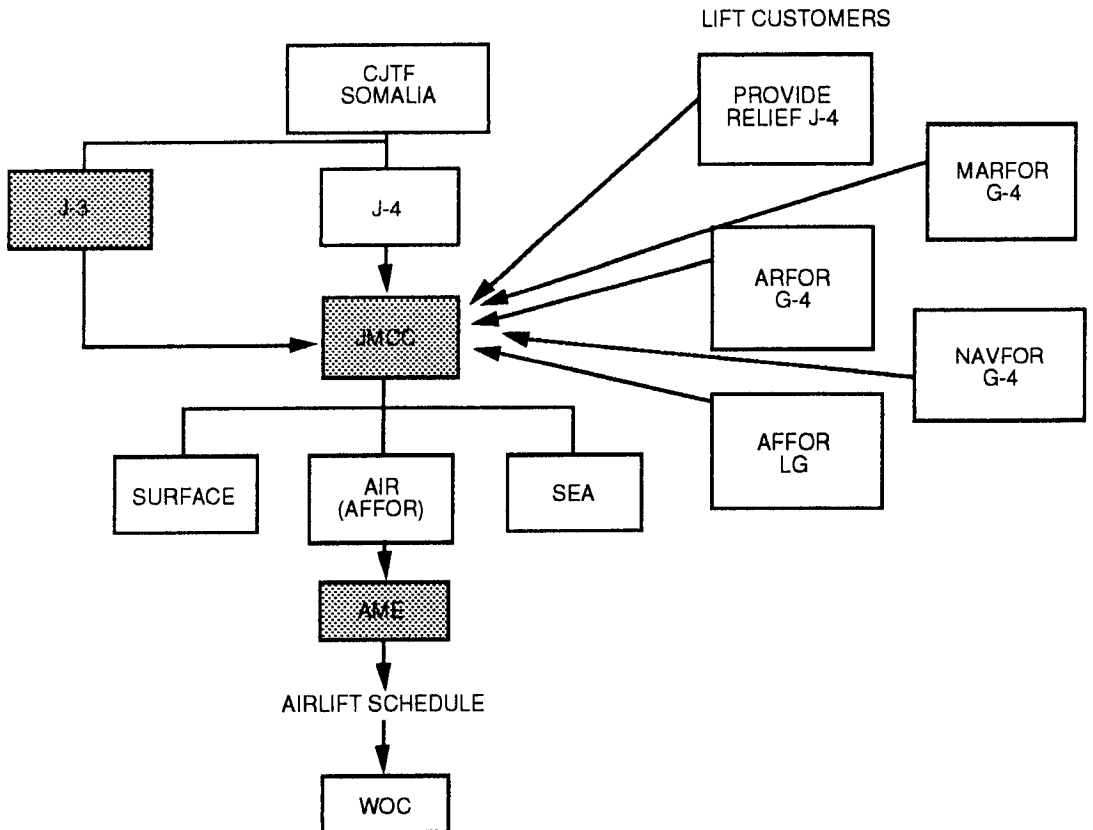 LIFT CUSTOMERS
CJTF
SOMALIA
PROVIDE
RELIEF J-4
MARFOR
G-4
J-3
J-4
ARFOR
G-4
JMCC
NAVFOR
G-4
AFFOR
LG
SURFACE
AIR
(AFFOR)
SEA
AME
AIRLIFT SCHEDULE
WOC